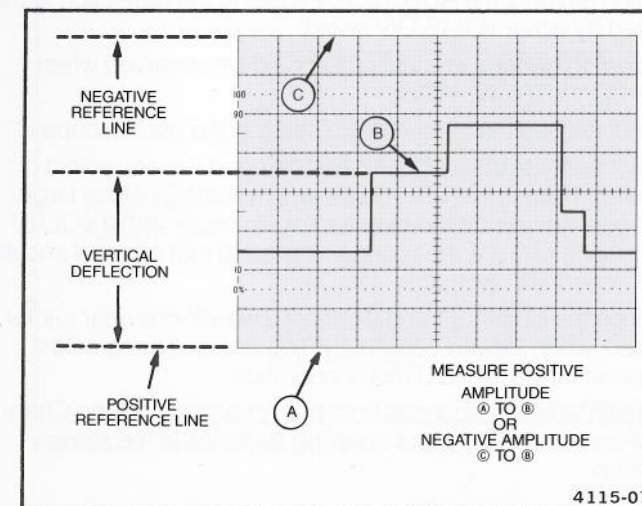 NEGATIVE
REFERENCE
LINE
VERTICAL
DEFLECTION
POSITIVE
REFERENCE LINE
C
B
A
100
90
10
0%
MEASURE POSITIVE
AMPLITUDE
Ⓐ TO Ⓑ
OR
NEGATIVE AMPLITUDE
Ⓒ TO Ⓑ